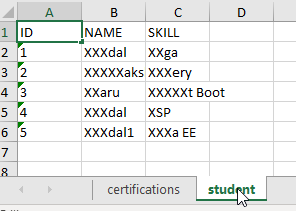 A B C D
1 ID NAME SKILL
2 1 XXXdal XXga
3 2 XXXXXaks XXXery
4 3 XXaru XXXXXt Boot
5 4 XXXdal XSP
6 5 XXXdal1 XXXa EE
7
8
certifications student